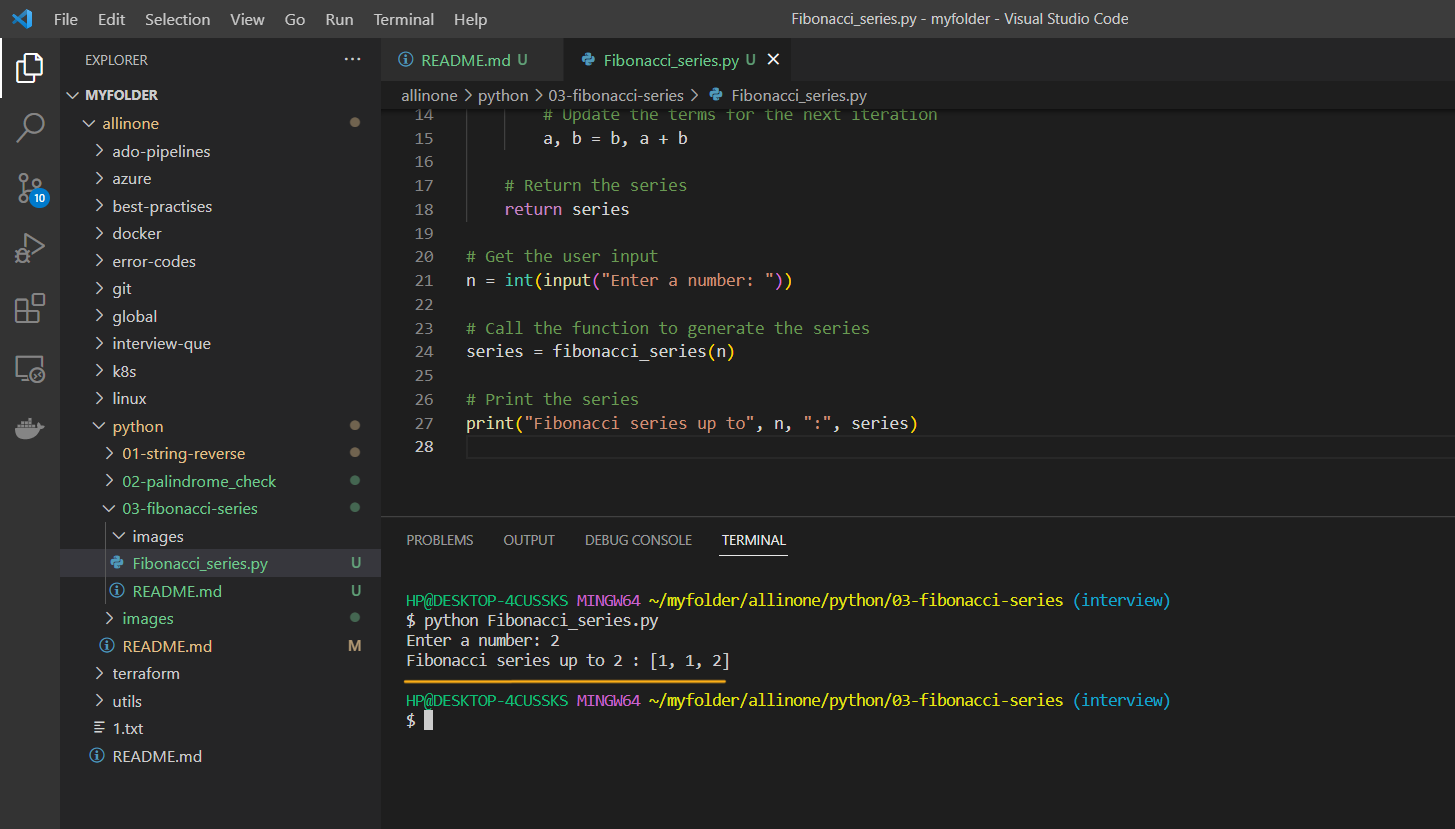 File Edit Selection View Go Run Terminal Help
Fibonacci_series.py - myfolder - Visual Studio Code
EXPLORER
MYFOLDER
allinone
ado-pipelines
azure
best-practises
docker
error-codes
git
global
interview-que
k8s
linux
python
01-string-reverse
02-palindrome_check
03-fibonacci-series
images
Fibonacci_series.py U
README.md U
images
README.md M
terraform
utils
1.txt
README.md
10
README.md U
Fibonacci_series.py U
allinone > python > 03-fibonacci-series > Fibonacci_series.py
14 # Update the terms for the next iteration
15 a, b = b, a + b
16
17 # Return the series
18 return series
19
20 # Get the user input
21 n = int(input("Enter a number: "))
22
23 # Call the function to generate the series
24 series = fibonacci_series(n)
25
26 # Print the series
27 print("Fibonacci series up to", n, ":", series)
28
PROBLEMS OUTPUT DEBUG CONSOLE TERMINAL
HP@DESKTOP-4CUSSKS MINGW64 ~/myfolder/allinone/python/03-fibonacci-series (interview)
$ python Fibonacci_series.py
Enter a number: 2
Fibonacci series up to 2 : [1, 1, 2]
HP@DESKTOP-4CUSSKS MINGW64 ~/myfolder/allinone/python/03-fibonacci-series (interview)
$